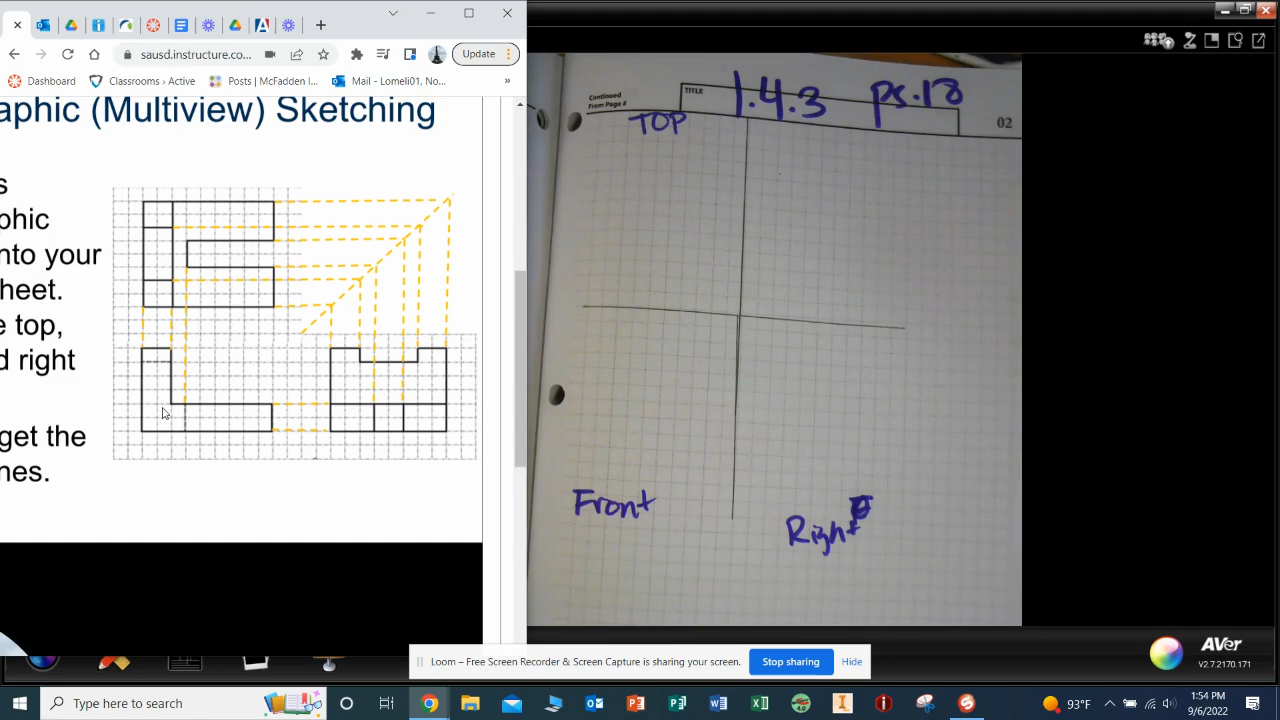 Update
sausd.instructure.co...
Dashboard
Classrooms › Active
Posts | McFadden I...
Mail - Lomeli01, No...
»
aphic (Multiview) Sketching
s
phic
nto your
heet.
e top,
d right
get the
nes.
Continued
From Page #
TITLE
1.4.3 pg.18
02
TOP
Front
Right
Loom – Free Screen Recorder & Screen Capture is sharing your screen.
Stop sharing
Hide
AVer
v2.7.2170.171
Type here to search
93°F
1:54 PM
9/6/2022